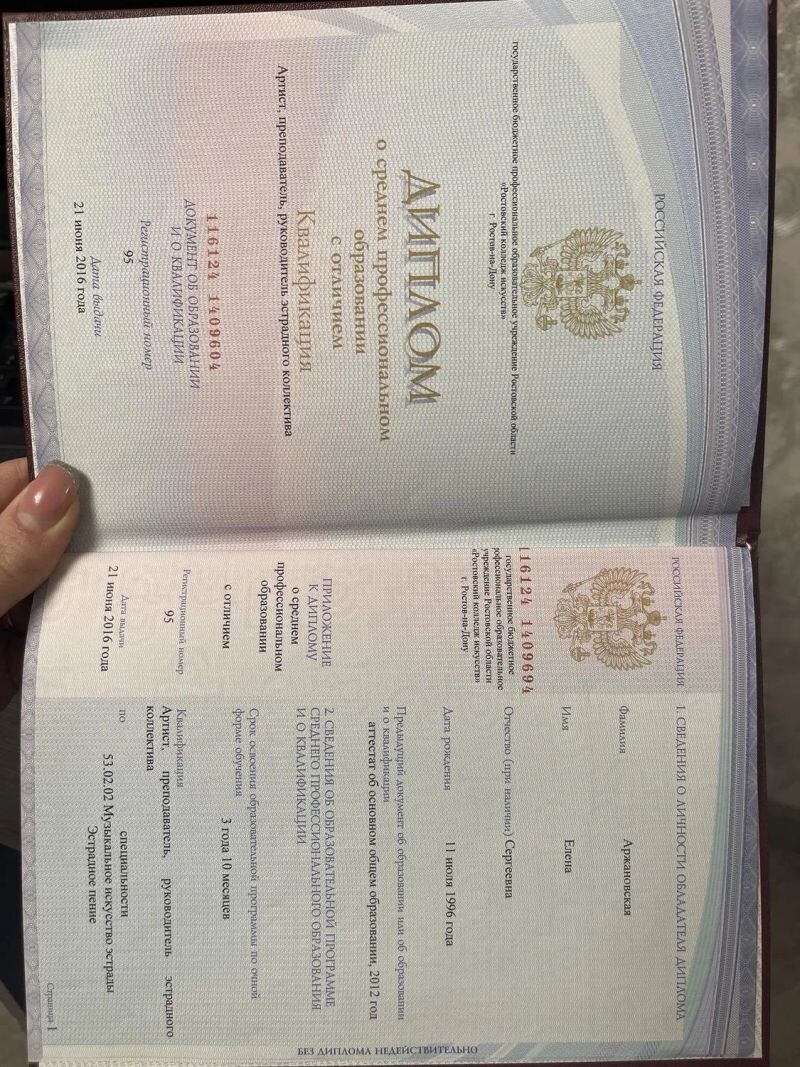 РОССИЙСКАЯ ФЕДЕРАЦИЯ
государственное бюджетное профессиональное образовательное учреждение Ростовской области
«Ростовский колледж искусств»
г. Ростов-на-Дону
ДИПЛОМ
о среднем профессиональном
образовании
с отличием
Квалификация
Артист, преподаватель, руководитель эстрадного коллектива
116124 1409604
ДОКУМЕНТ ОБ ОБРАЗОВАНИИ
И О КВАЛИФИКАЦИИ
Регистрационный номер
95
Дата выдачи
21 июня 2016 года
РОССИЙСКАЯ ФЕДЕРАЦИЯ
116124 1409694
государственное бюджетное
рофессиональное образовательное
учреждение Ростовской области
«Ростовский колледж искусств»
г. Ростов-на-Дону
ПРИЛОЖЕНИЕ
К ДИПЛОМУ
о среднем
профессиональном
образовании
с отличием
Регистрационный номер
95
Дата выдачи
21 июня 2016 года
1. СВЕДЕНИЯ О ЛИЧНОСТИ ОБЛАДАТЕЛЯ ДИПЛОМА
Фамилия Аржановская
Имя Елена
Отчество (при наличии) Сергеевна
Дата рождения 11 июля 1996 года
Предыдущий документ об образовании или об образовании
и о квалификации
аттестат об основном общем образовании, 2012 год
2. СВЕДЕНИЯ ОБ ОБРАЗОВАТЕЛЬНОЙ ПРОГРАММЕ
СРЕДНЕГО ПРОФЕССИОНАЛЬНОГО ОБРАЗОВАНИЯ
И О КВАЛИФИКАЦИИ
Срок освоения образовательной программы по очной
форме обучения
3 года 10 месяцев
Квалификация
Артист, преподаватель, руководитель эстрадного
коллектива
по специальности
53.02.02 Музыкальное искусство эстрады
Эстрадное пение
Страница 1
БЕЗ ДИПЛОМА НЕДЕЙСТВИТЕЛЬНО